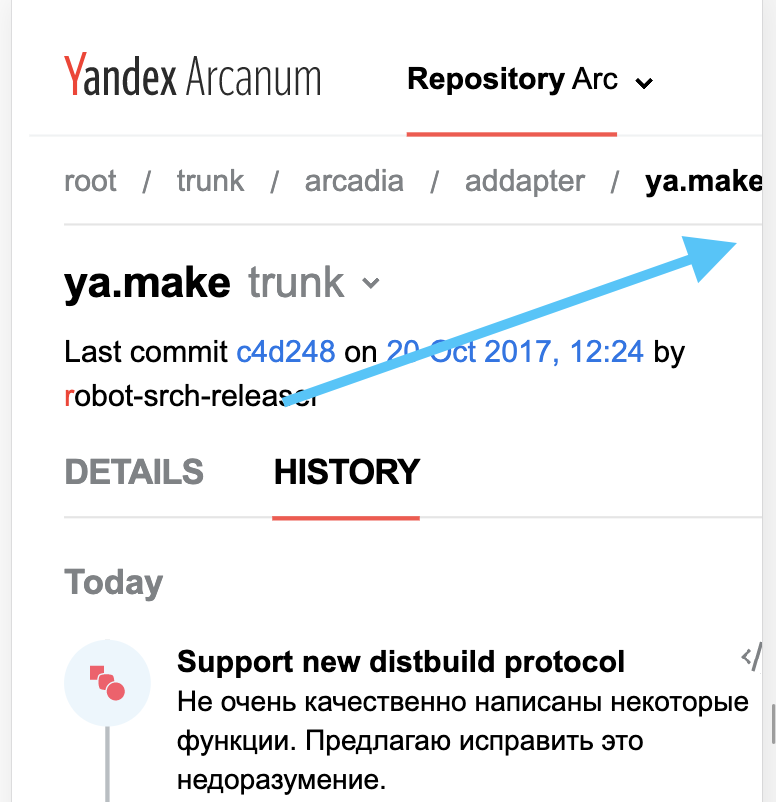 Yandex Arcanum
Repository Arc
root / trunk / arcadia / addapter / ya.make
ya.make trunk
Last commit c4d248 on 20 Oct 2017, 12:24 by
robot-srch-releaser
DETAILS HISTORY
Today
Support new distbuild protocol
</>
Не очень качественно написаны некоторые
функции. Предлагаю исправить это
недоразумение.